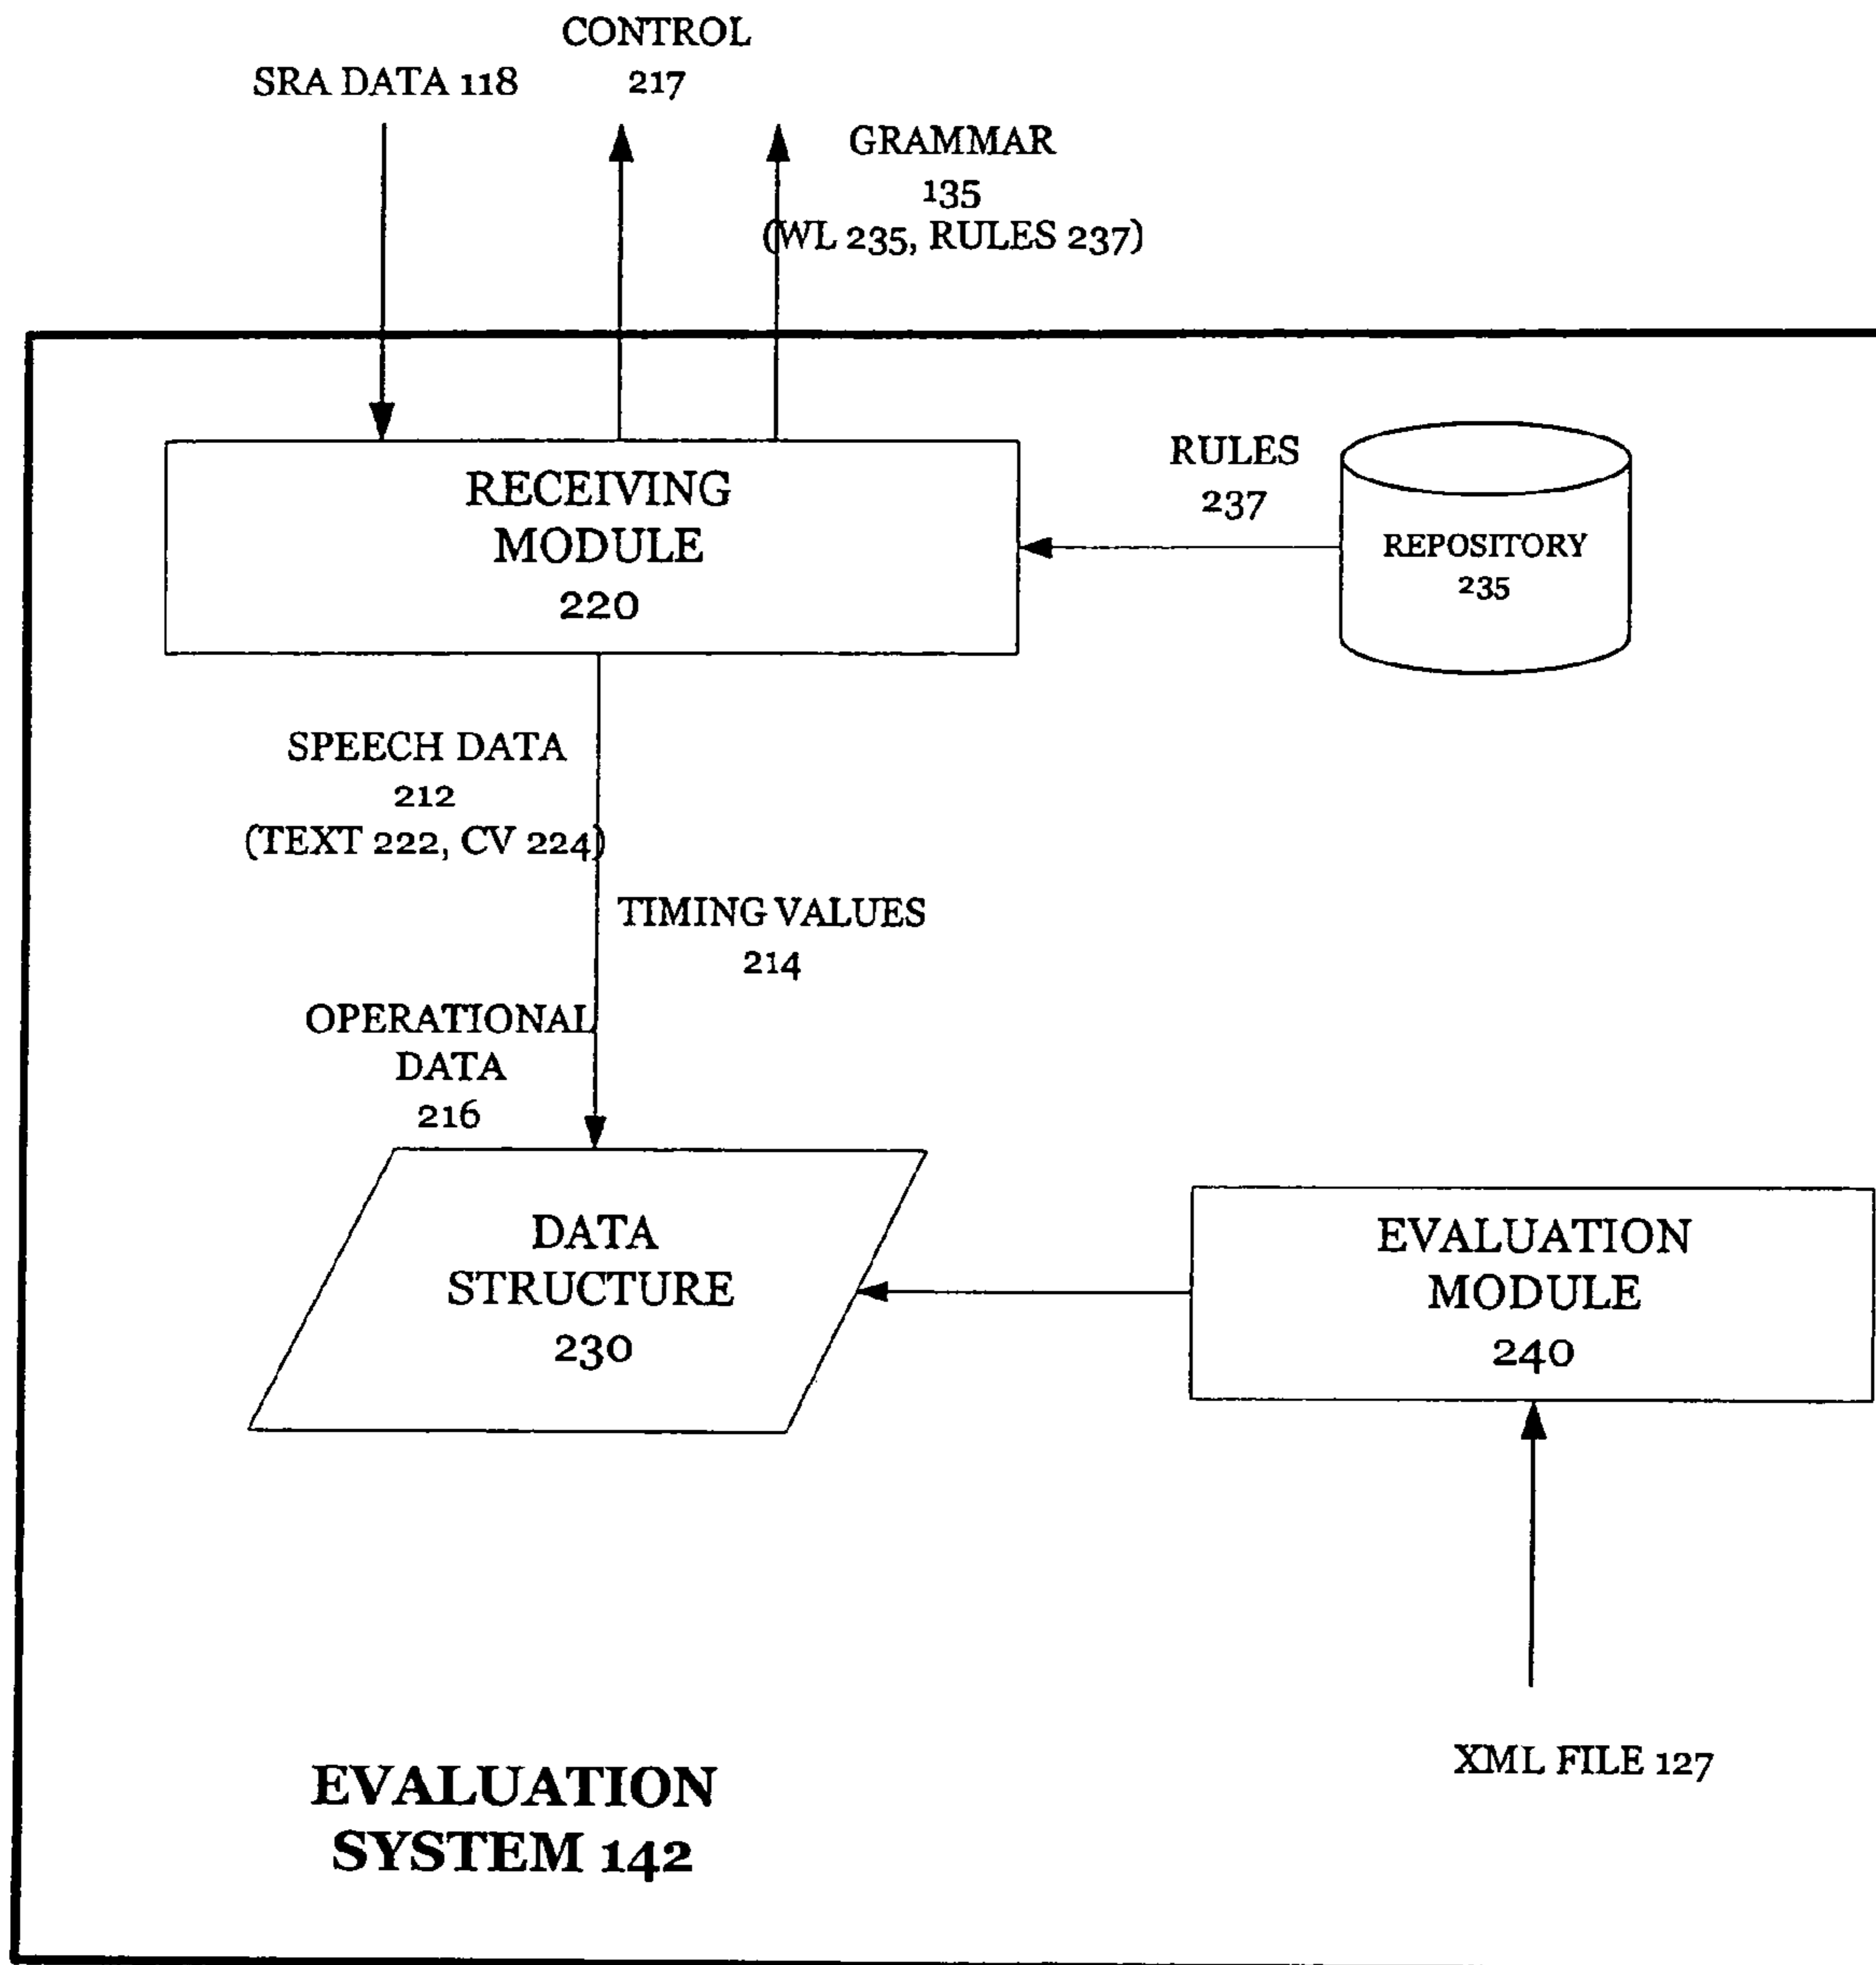 CONTROL
217
SRA DATA 118
GRAMMAR
135
(WL 235, RULES 237)
RECEIVING
MODULE
220
RULES
237
REPOSITORY
235
SPEECH DATA
212
(TEXT 222, CV 224)
TIMING VALUES
214
OPERATIONAL
DATA
216
DATA
STRUCTURE
230
EVALUATION
MODULE
240
XML FILE 127
EVALUATION
SYSTEM 142